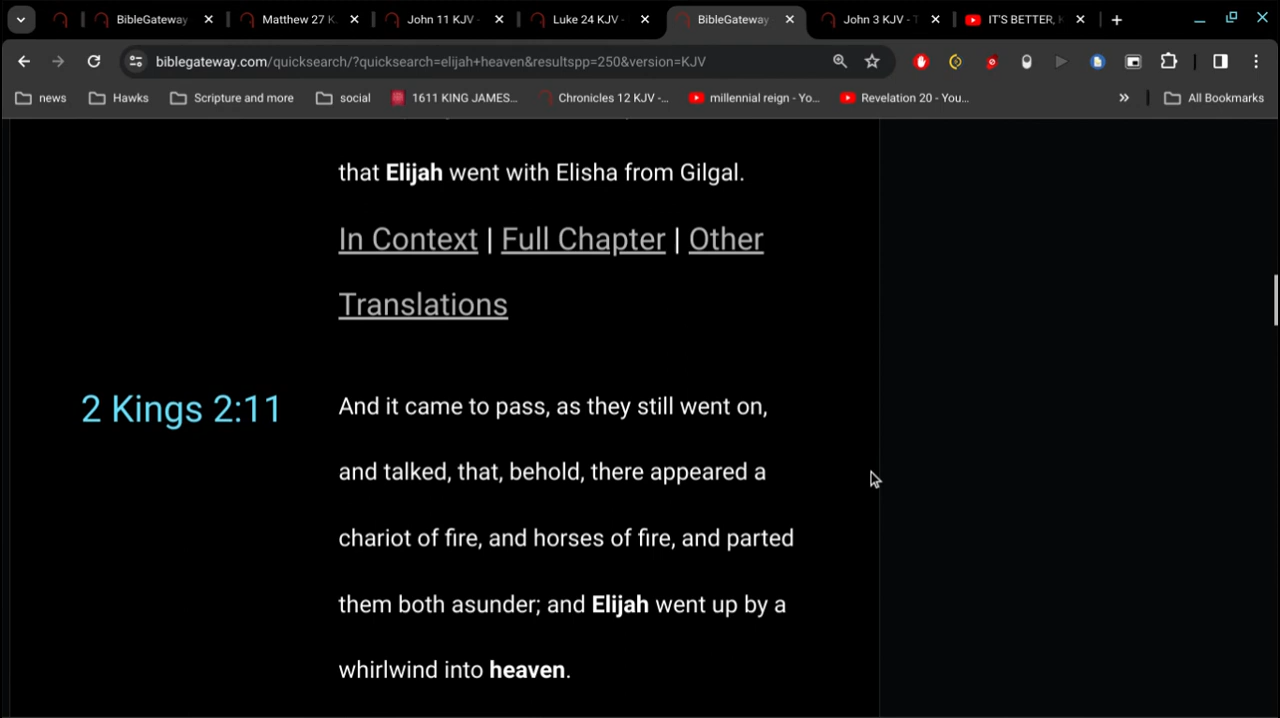 BibleGateway
Matthew 27 K
John 11 KJV -
Luke 24 KJV -
BibleGateway
John 3 KJV - T
IT'S BETTER,
biblegateway.com/quicksearch/?quicksearch=elijah+heaven&resultspp=250&version=KJV
news
Hawks
Scripture and more
social
1611 KING JAMES...
Chronicles 12 KJV -...
millennial reign - Yo...
Revelation 20 - You...
All Bookmarks
that Elijah went with Elisha from Gilgal.
In Context | Full Chapter | Other
Translations
2 Kings 2:11
And it came to pass, as they still went on,
and talked, that, behold, there appeared a
chariot of fire, and horses of fire, and parted
them both asunder; and Elijah went up by a
whirlwind into heaven.